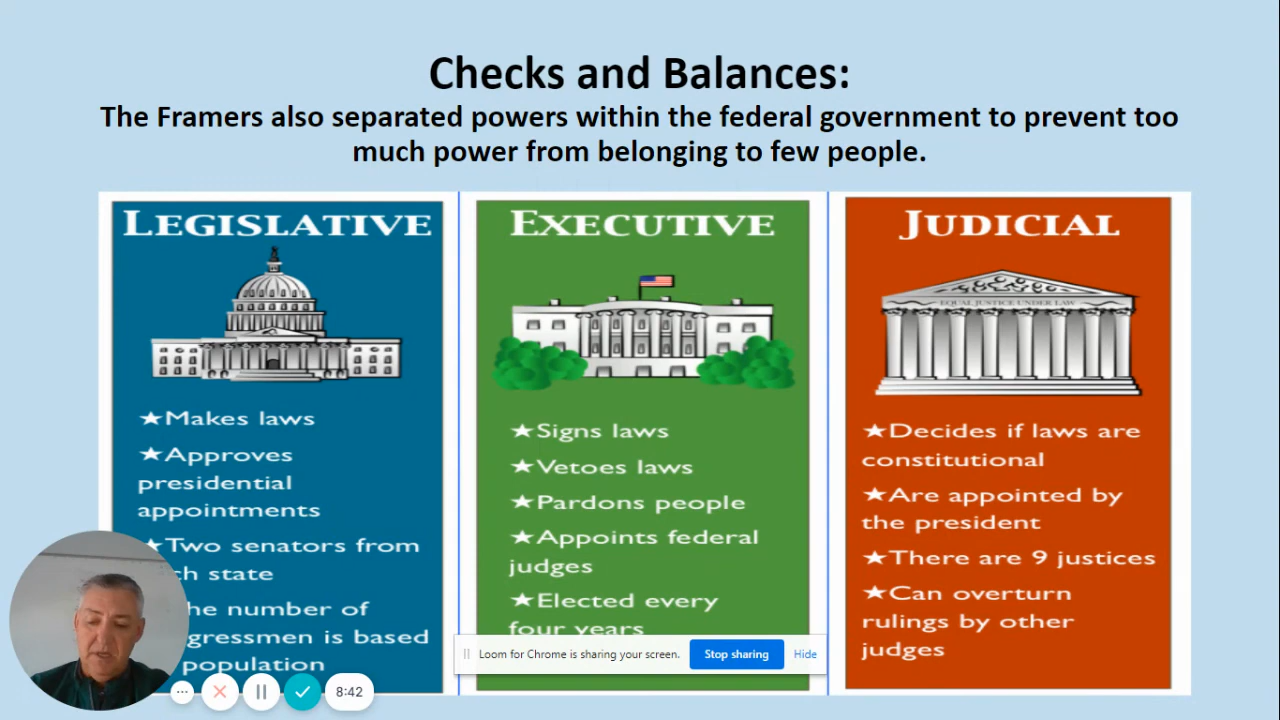 Checks and Balances:
The Framers also separated powers within the federal government to prevent too
much power from belonging to few people.
LEGISLATIVE
★Makes laws
★Approves
presidential
appointments
★Two senators from
ch state
he number of
gressmen is based
population
EXECUTIVE
★Signs laws
★Vetoes laws
★Pardons people
★Appoints federal
judges
★Elected every
four years
JUDICIAL
EQUAL JUSTICE UNDER LAW
★Decides if laws are
constitutional
★Are appointed by
the president
★There are 9 justices
★Can overturn
rulings by other
judges
Loom for Chrome is sharing your screen. Stop sharing Hide
8:42